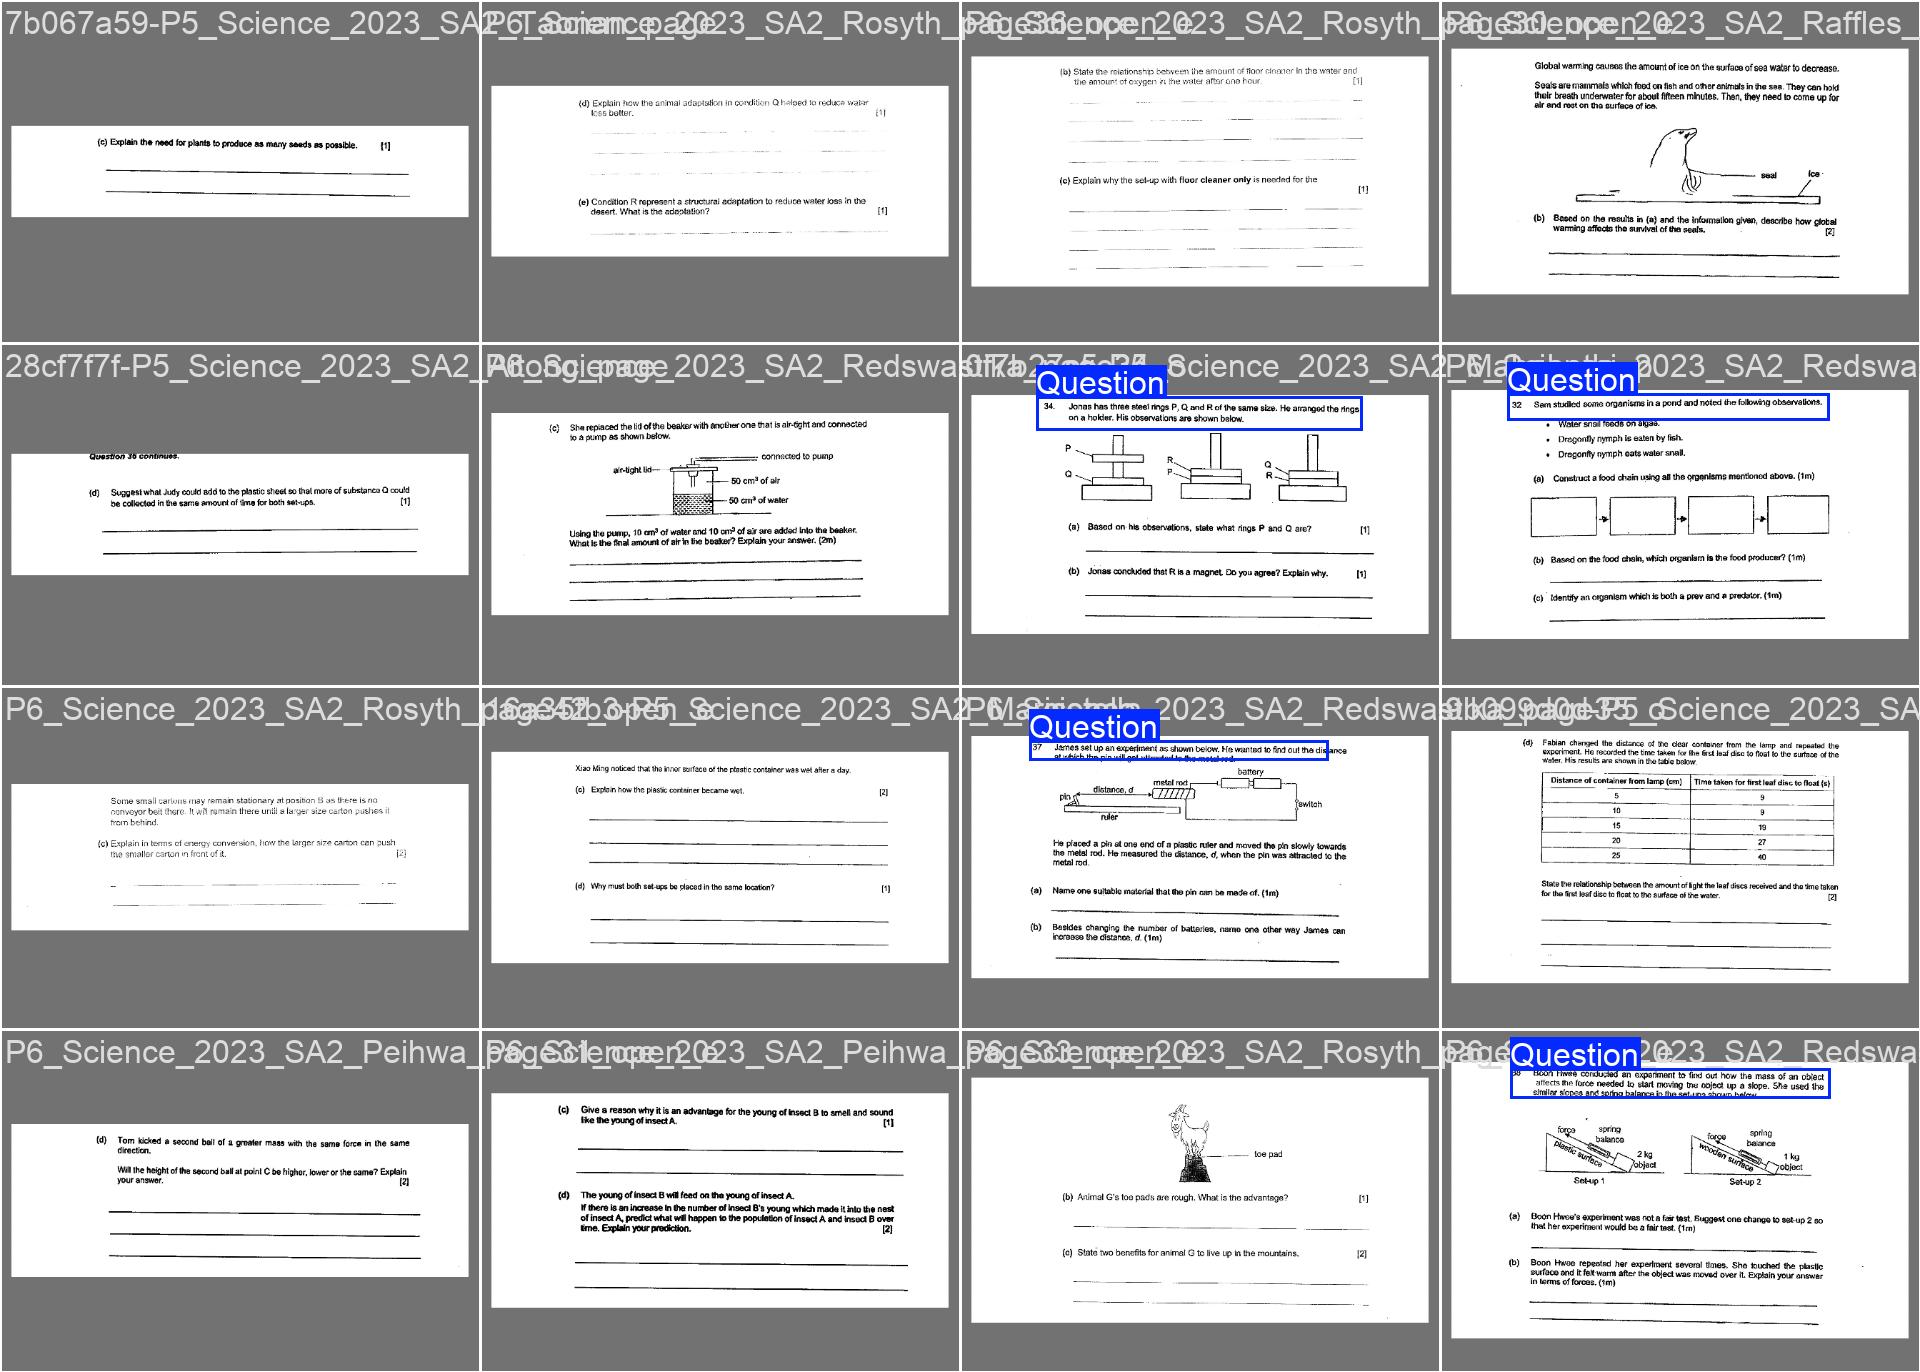 7b067a59-P5_Science_2023_SA2
(c) Explain the need for plants to produce as many seeds as possible. [1]
P6_Science_2023_SA2_Rosyth_
(d) Explain how the animal adaptation in condition Q helped to reduce water
loss better. [1]
(e) Condition R represent a structural adaptation to reduce water loss in the
desert. What is the adaptation? [1]
P6_Science_2023_SA2_Rosyth_
(b) State the relationship between the amount of floor cleaner in the water and
the amount of oxygen in the water after one hour. [1]
(c) Explain why the set-up with floor cleaner only is needed for the
[1]
P6_Science_2023_SA2_Raffles_
Global warming causes the amount of ice on the surface of sea water to decrease.
Seals are mammals which feed on fish and other animals in the sea. They can hold
their breath underwater for about fifteen minutes. Then, they need to come up for
air and rest on the surface of ice.
seal
ice
(b) Based on the results in (a) and the information given, describe how global
warming affects the survival of the seals. [2]
28cf7f7f-P5_Science_2023_SA2_
Question 36 continues.
(d) Suggest what Judy could add to the plastic sheet so that more of substance Q could
be collected in the same amount of time for both set-ups. [1]
P6_Science_2023_SA2_Redswastika
(c) She replaced the lid of the beaker with another one that is air-tight and connected
to a pump as shown below.
connected to pump
air-tight lid
50 cm³ of air
50 cm³ of water
Using the pump, 10 cm³ of water and 10 cm³ of air are added into the beaker.
What is the final amount of air in the beaker? Explain your answer. (2m)
Science_2023_SA2_
Question
34. Jonas has three steel rings P, Q and R of the same size. He arranged the rings
on a holder. His observations are shown below.
P
Q
R
P
Q
R
(a) Based on his observations, state what rings P and Q are? [1]
(b) Jonas concluded that R is a magnet. Do you agree? Explain why. [1]
P6_Science_2023_SA2_Redswa
Question
32 Sam studied some organisms in a pond and noted the following observations.
• Water snail feeds on algae.
• Dragonfly nymph is eaten by fish.
• Dragonfly nymph eats water snail.
(a) Construct a food chain using all the organisms mentioned above. (1m)
(b) Based on the food chain, which organism is the food producer? (1m)
(c) Identify an organism which is both a prey and a predator. (1m)
P6_Science_2023_SA2_Rosyth_
Some small cartons may remain stationary at position B as there is no
conveyor belt there. It will remain there until a larger size carton pushes it
from behind.
(c) Explain in terms of energy conversion, how the larger size carton can push
the smaller carton in front of it. [2]
P5_Science_2023_SA2_
Xiao Ming noticed that the inner surface of the plastic container was wet after a day.
(c) Explain how the plastic container became wet. [2]
(d) Why must both set-ups be placed in the same location? [1]
P6_Science_2023_SA2_Redswastika_page35_o
Question
37 James set up an experiment as shown below. He wanted to find out the distance
at which the pin will get attracted to the metal rod.
battery
metal rod
distance, d
pin
switch
ruler
He placed a pin at one end of a plastic ruler and moved the pin slowly towards
the metal rod. He measured the distance, d, when the pin was attracted to the
metal rod.
(a) Name one suitable material that the pin can be made of. (1m)
(b) Besides changing the number of batteries, name one other way James can
increase the distance, d. (1m)
P5_Science_2023_SA
(d) Fabian changed the distance of the clear container from the lamp and repeated the
experiment. He recorded the time taken for the first leaf disc to float to the surface of the
water. His results are shown in the table below.
Distance of container from lamp (cm) Time taken for first leaf disc to float (s)
5 9
10 9
15 19
20 27
25 40
State the relationship between the amount of light the leaf discs received and the time taken
for the first leaf disc to float to the surface of the water. [2]
P6_Science_2023_SA2_Peihwa_page31_open_e
(d) Tom kicked a second ball of a greater mass with the same force in the same
direction.
Will the height of the second ball at point C be higher, lower or the same? Explain
your answer. [2]
P6_Science_2023_SA2_Peihwa_page33_open_e
(c) Give a reason why it is an advantage for the young of insect B to smell and sound
like the young of insect A. [1]
(d) The young of insect B will feed on the young of insect A.
If there is an increase in the number of insect B's young which made it into the nest
of insect A, predict what will happen to the population of insect A and insect B over
time. Explain your prediction. [2]
P6_Science_2023_SA2_Rosyth_
toe pad
(b) Animal G's toe pads are rough. What is the advantage? [1]
(c) State two benefits for animal G to live up in the mountains. [2]
2023_SA2_Redswa
Question
38 Boon Hwee conducted an experiment to find out how the mass of an object
affects the force needed to start moving the object up a slope. She used the
similar slopes and spring balance in the set-ups shown below.
force
spring
balance
plastic surface
2 kg
object
Set-up 1
force
spring
balance
wooden surface
1 kg
object
Set-up 2
(a) Boon Hwee's experiment was not a fair test. Suggest one change to set-up 2 so
that her experiment would be a fair test. (1m)
(b) Boon Hwee repeated her experiment several times. She touched the plastic
surface and it felt warm after the object was moved over it. Explain your answer
in terms of forces. (1m)